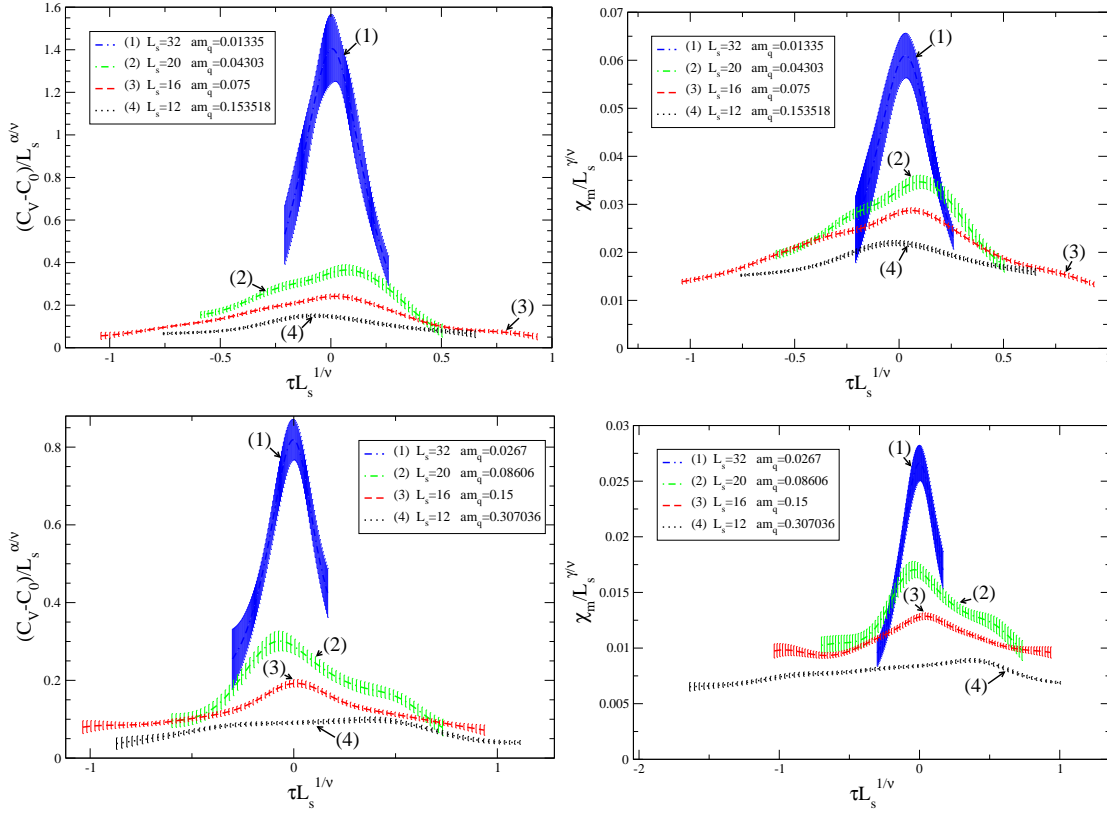 (1) L_s=32 am_q=0.01335
(2) L_s=20 am_q=0.04303
(3) L_s=16 am_q=0.075
(4) L_s=12 am_q=0.153518
(1)
(2)
(3)
(4)
1.6
1.4
1.2
1
0.8
0.6
0.4
0.2
0
(C_V-C_0)/L_s^{α/ν}
-1 -0.5 0 0.5 1
τL_s^{1/ν}
(1) L_s=32 am_q=0.01335
(2) L_s=20 am_q=0.04303
(3) L_s=16 am_q=0.075
(4) L_s=12 am_q=0.153518
(1)
(2)
(3)
(4)
0.07
0.06
0.05
0.04
0.03
0.02
0.01
0
χ_m/L_s^{γ/ν}
-1 -0.5 0 0.5 1
τL_s^{1/ν}
(1) L_s=32 am_q=0.0267
(2) L_s=20 am_q=0.08606
(3) L_s=16 am_q=0.15
(4) L_s=12 am_q=0.307036
(1)
(2)
(3)
(4)
0.8
0.6
0.4
0.2
0
(C_V-C_0)/L_s^{α/ν}
-1 0 1
τL_s^{1/ν}
(1) L_s=32 am_q=0.0267
(2) L_s=20 am_q=0.08606
(3) L_s=16 am_q=0.15
(4) L_s=12 am_q=0.307036
(1)
(2)
(3)
(4)
0.03
0.025
0.02
0.015
0.01
0.005
0
χ_m/L_s^{γ/ν}
-2 -1 0 1
τL_s^{1/ν}